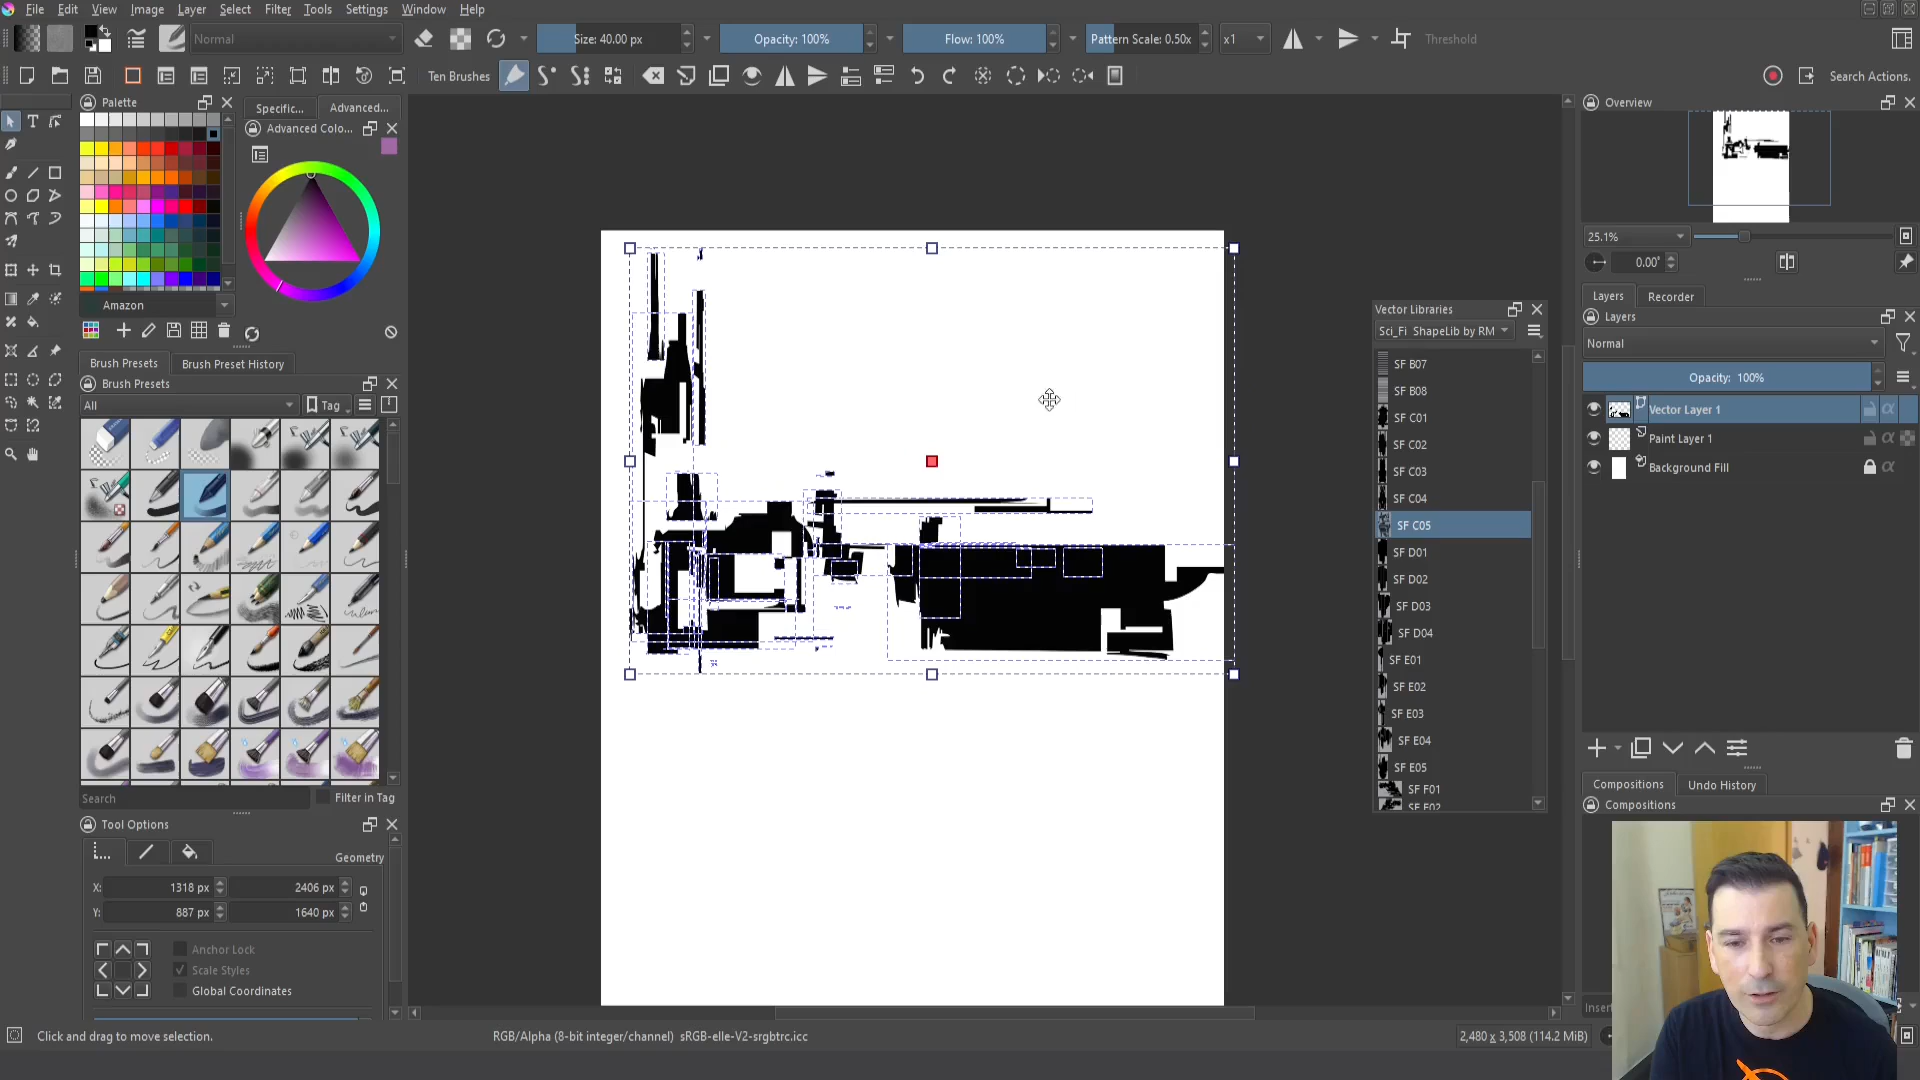 File Edit View Image Layer Select Filter Tools Settings Window Help
Normal
Size: 40.00 px
Opacity: 100%
Flow: 100%
Pattern Scale: 0.50x
x1
Threshold
Ten Brushes
Search Actions.
Palette
Specific...
Advanced...
Advanced Colo...
Amazon
Brush Presets
Brush Preset History
Brush Presets
All
Tag
Search
Filter in Tag
Tool Options
Geometry
X: 1318 px 2406 px
Y: 887 px 1640 px
Anchor Lock
Scale Styles
Global Coordinates
Click and drag to move selection.
RGB/Alpha (8-bit integer/channel) sRGB-elle-V2-srgbtrc.icc
2,480 x 3,508 (114.2 MiB)
Vector Libraries
Sci_Fi ShapeLib by RM
SF B07
SF B08
SF C01
SF C02
SF C03
SF C04
SF C05
SF D01
SF D02
SF D03
SF D04
SF E01
SF E02
SF E03
SF E04
SF E05
SF F01
SF F02
Overview
25.1%
0.00°
Layers
Recorder
Layers
Normal
Opacity: 100%
Vector Layer 1
Paint Layer 1
Background Fill
Compositions
Undo History
Compositions
Insert